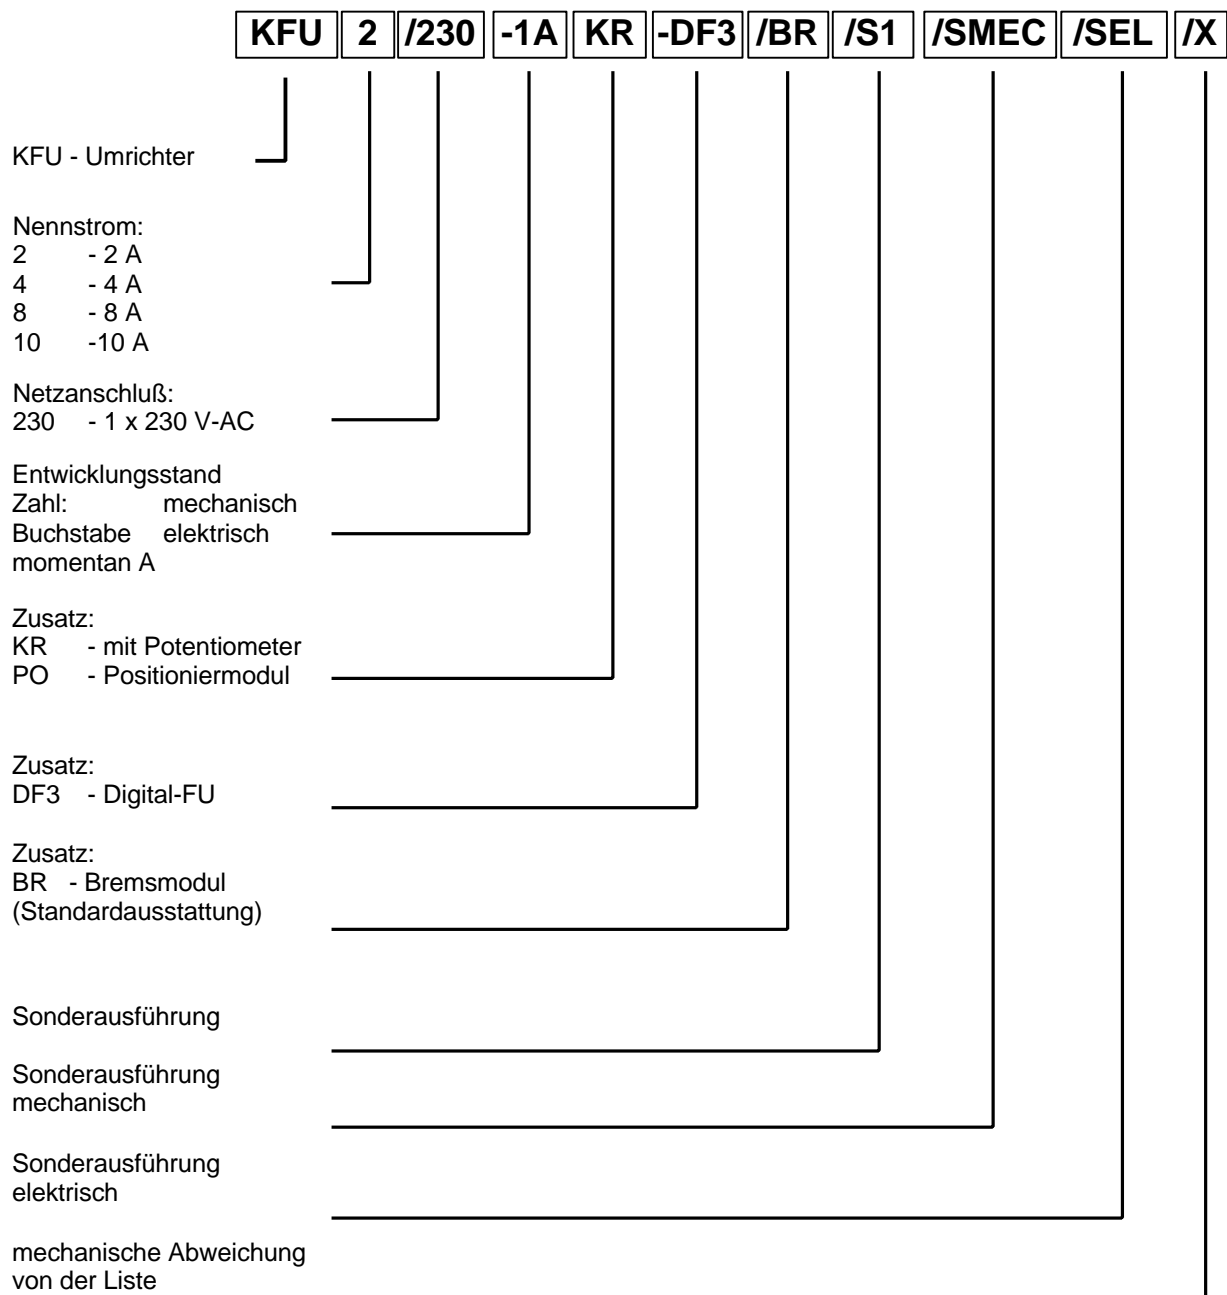 KFU 2 /230 -1A KR -DF3 /BR /S1 /SMEC /SEL /X
KFU - Umrichter
Nennstrom:
2 - 2 A
4 - 4 A
8 - 8 A
10 -10 A
Netzanschluß:
230 - 1 x 230 V-AC
Entwicklungsstand
Zahl: mechanisch
Buchstabe elektrisch
momentan A
Zusatz:
KR - mit Potentiometer
PO - Positioniermodul
Zusatz:
DF3 - Digital-FU
Zusatz:
BR - Bremsmodul
(Standardausstattung)
Sonderausführung
Sonderausführung
mechanisch
Sonderausführung
elektrisch
mechanische Abweichung
von der Liste